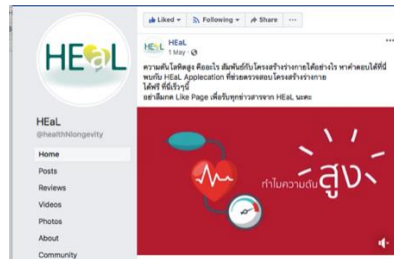 HEaL
HEaL
@healthNlongevity
Home
Posts
Reviews
Videos
Photos
About
Community
Liked
Following
Share
HEaL
HEaL
1 May
ความดันโลหิตสูง คืออะไร สัมพันธ์กับโครงสร้างร่างกายได้อย่างไร หาคำตอบได้ที่นี่
พบกับ HEaL Applecation ที่ช่วยตรวจสอบโครงสร้างร่างกาย
ได้ฟรี ที่นี่เร็วๆนี้
อย่าลืมกด Like Page เพื่อรับทุกข่าวสารจาก HEaL นะคะ
ทำไมความดัน สูง